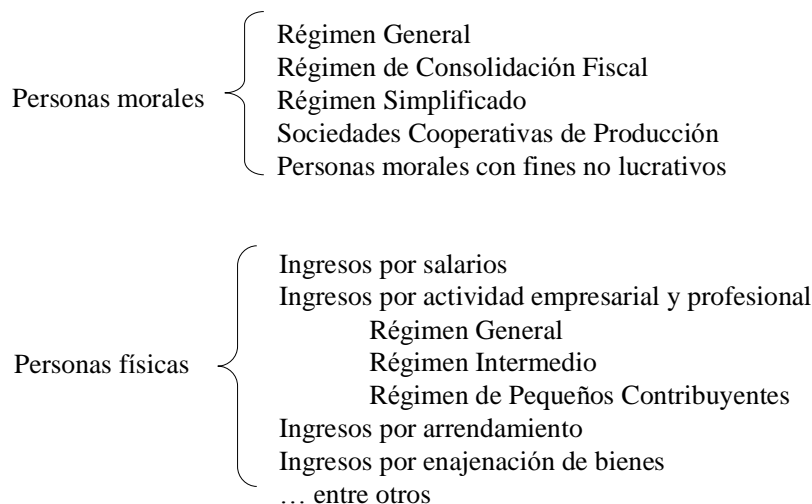 Personas morales
Régimen General
Régimen de Consolidación Fiscal
Régimen Simplificado
Sociedades Cooperativas de Producción
Personas morales con fines no lucrativos
Personas físicas
Ingresos por salarios
Ingresos por actividad empresarial y profesional
Régimen General
Régimen Intermedio
Régimen de Pequeños Contribuyentes
Ingresos por arrendamiento
Ingresos por enajenación de bienes
… entre otros